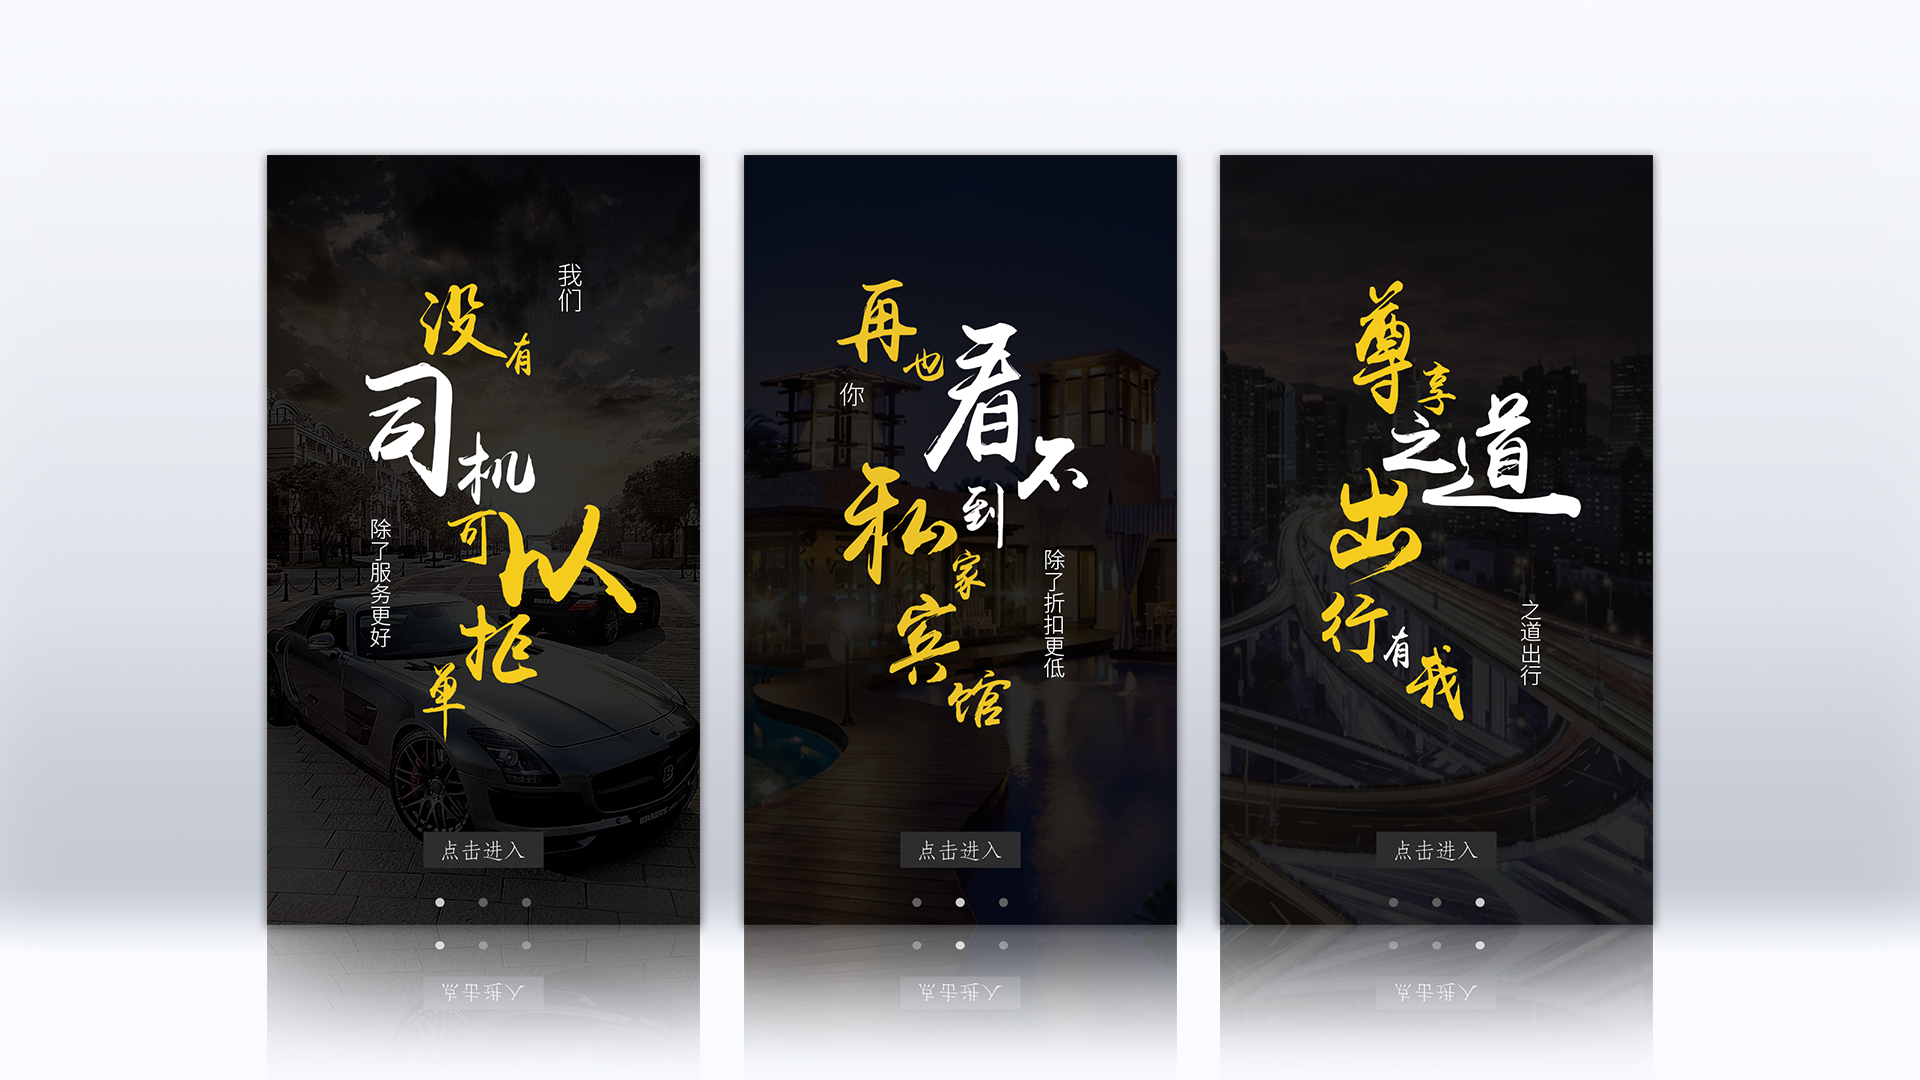 我们
没有
司机
可以
拒
单
除了服务更好
点击进入
再也
你
看不
到
私家
宾馆
除了折扣更低
点击进入
尊享
之道
出
行有我
之道出行
点击进入
BRABUS